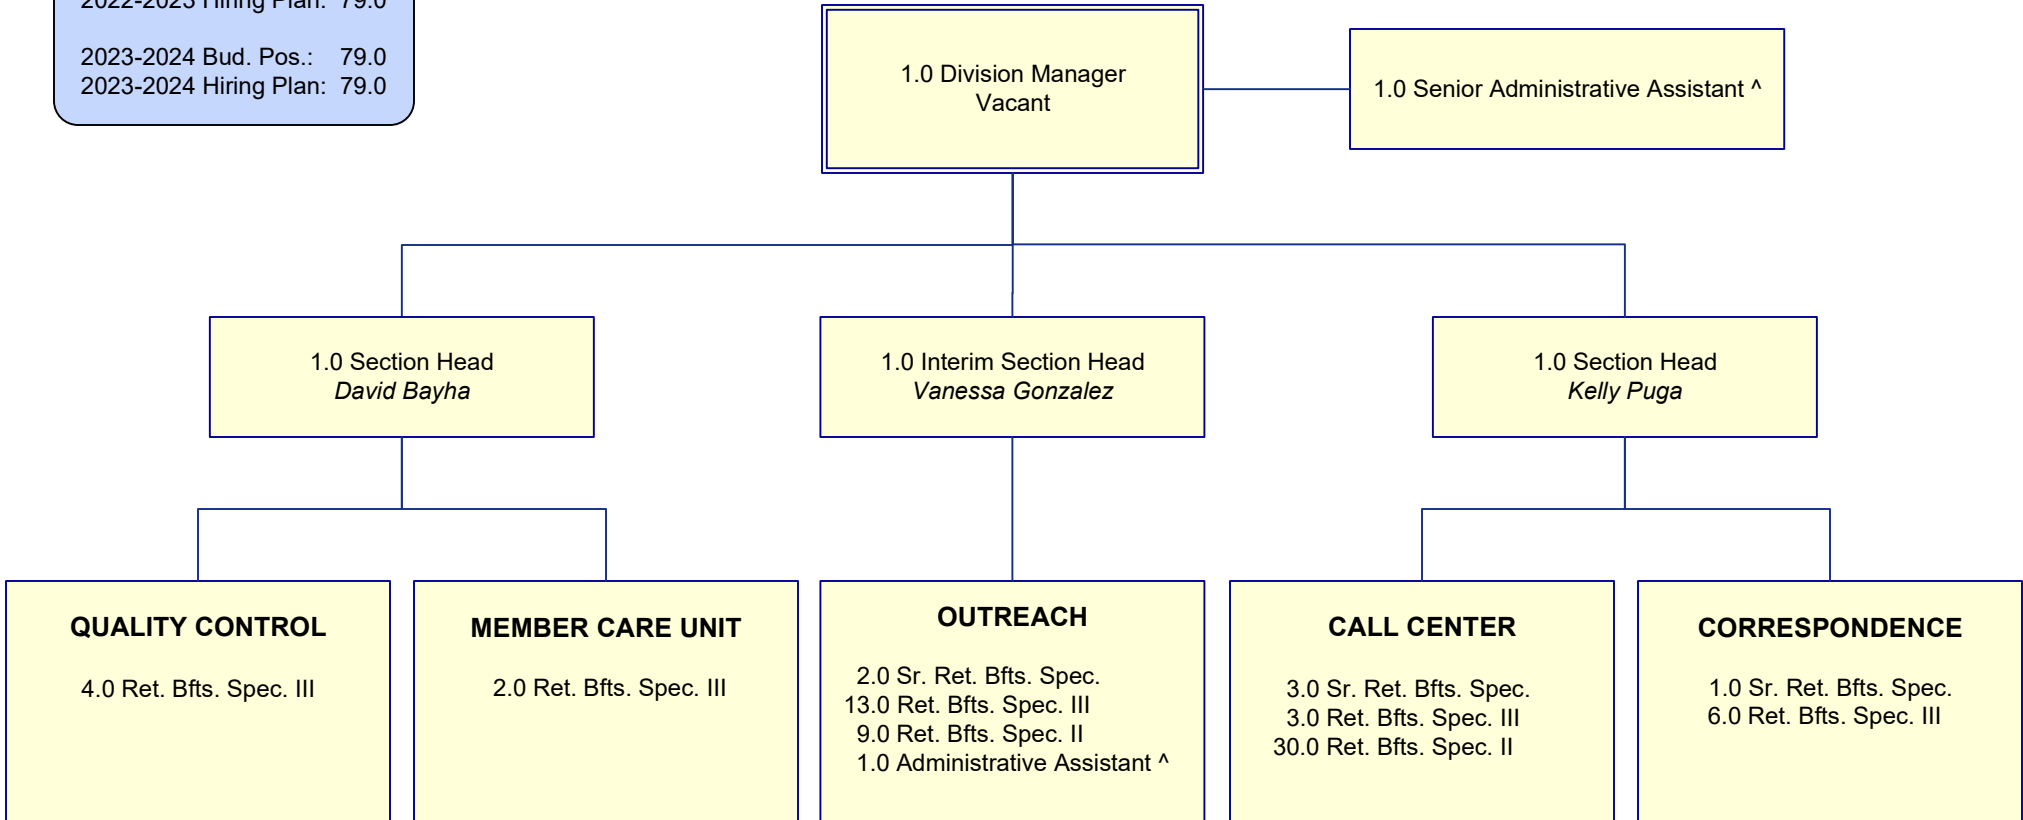 2022-2023 Hiring Plan: 79.0
2023-2024 Bud. Pos.: 79.0
2023-2024 Hiring Plan: 79.0
1.0 Division Manager
Vacant
1.0 Senior Administrative Assistant ^
1.0 Section Head
David Bayha
1.0 Interim Section Head
Vanessa Gonzalez
1.0 Section Head
Kelly Puga
QUALITY CONTROL
4.0 Ret. Bfts. Spec. III
MEMBER CARE UNIT
2.0 Ret. Bfts. Spec. III
OUTREACH
2.0 Sr. Ret. Bfts. Spec.
13.0 Ret. Bfts. Spec. III
9.0 Ret. Bfts. Spec. II
1.0 Administrative Assistant ^
CALL CENTER
3.0 Sr. Ret. Bfts. Spec.
3.0 Ret. Bfts. Spec. III
30.0 Ret. Bfts. Spec. II
CORRESPONDENCE
1.0 Sr. Ret. Bfts. Spec.
6.0 Ret. Bfts. Spec. III